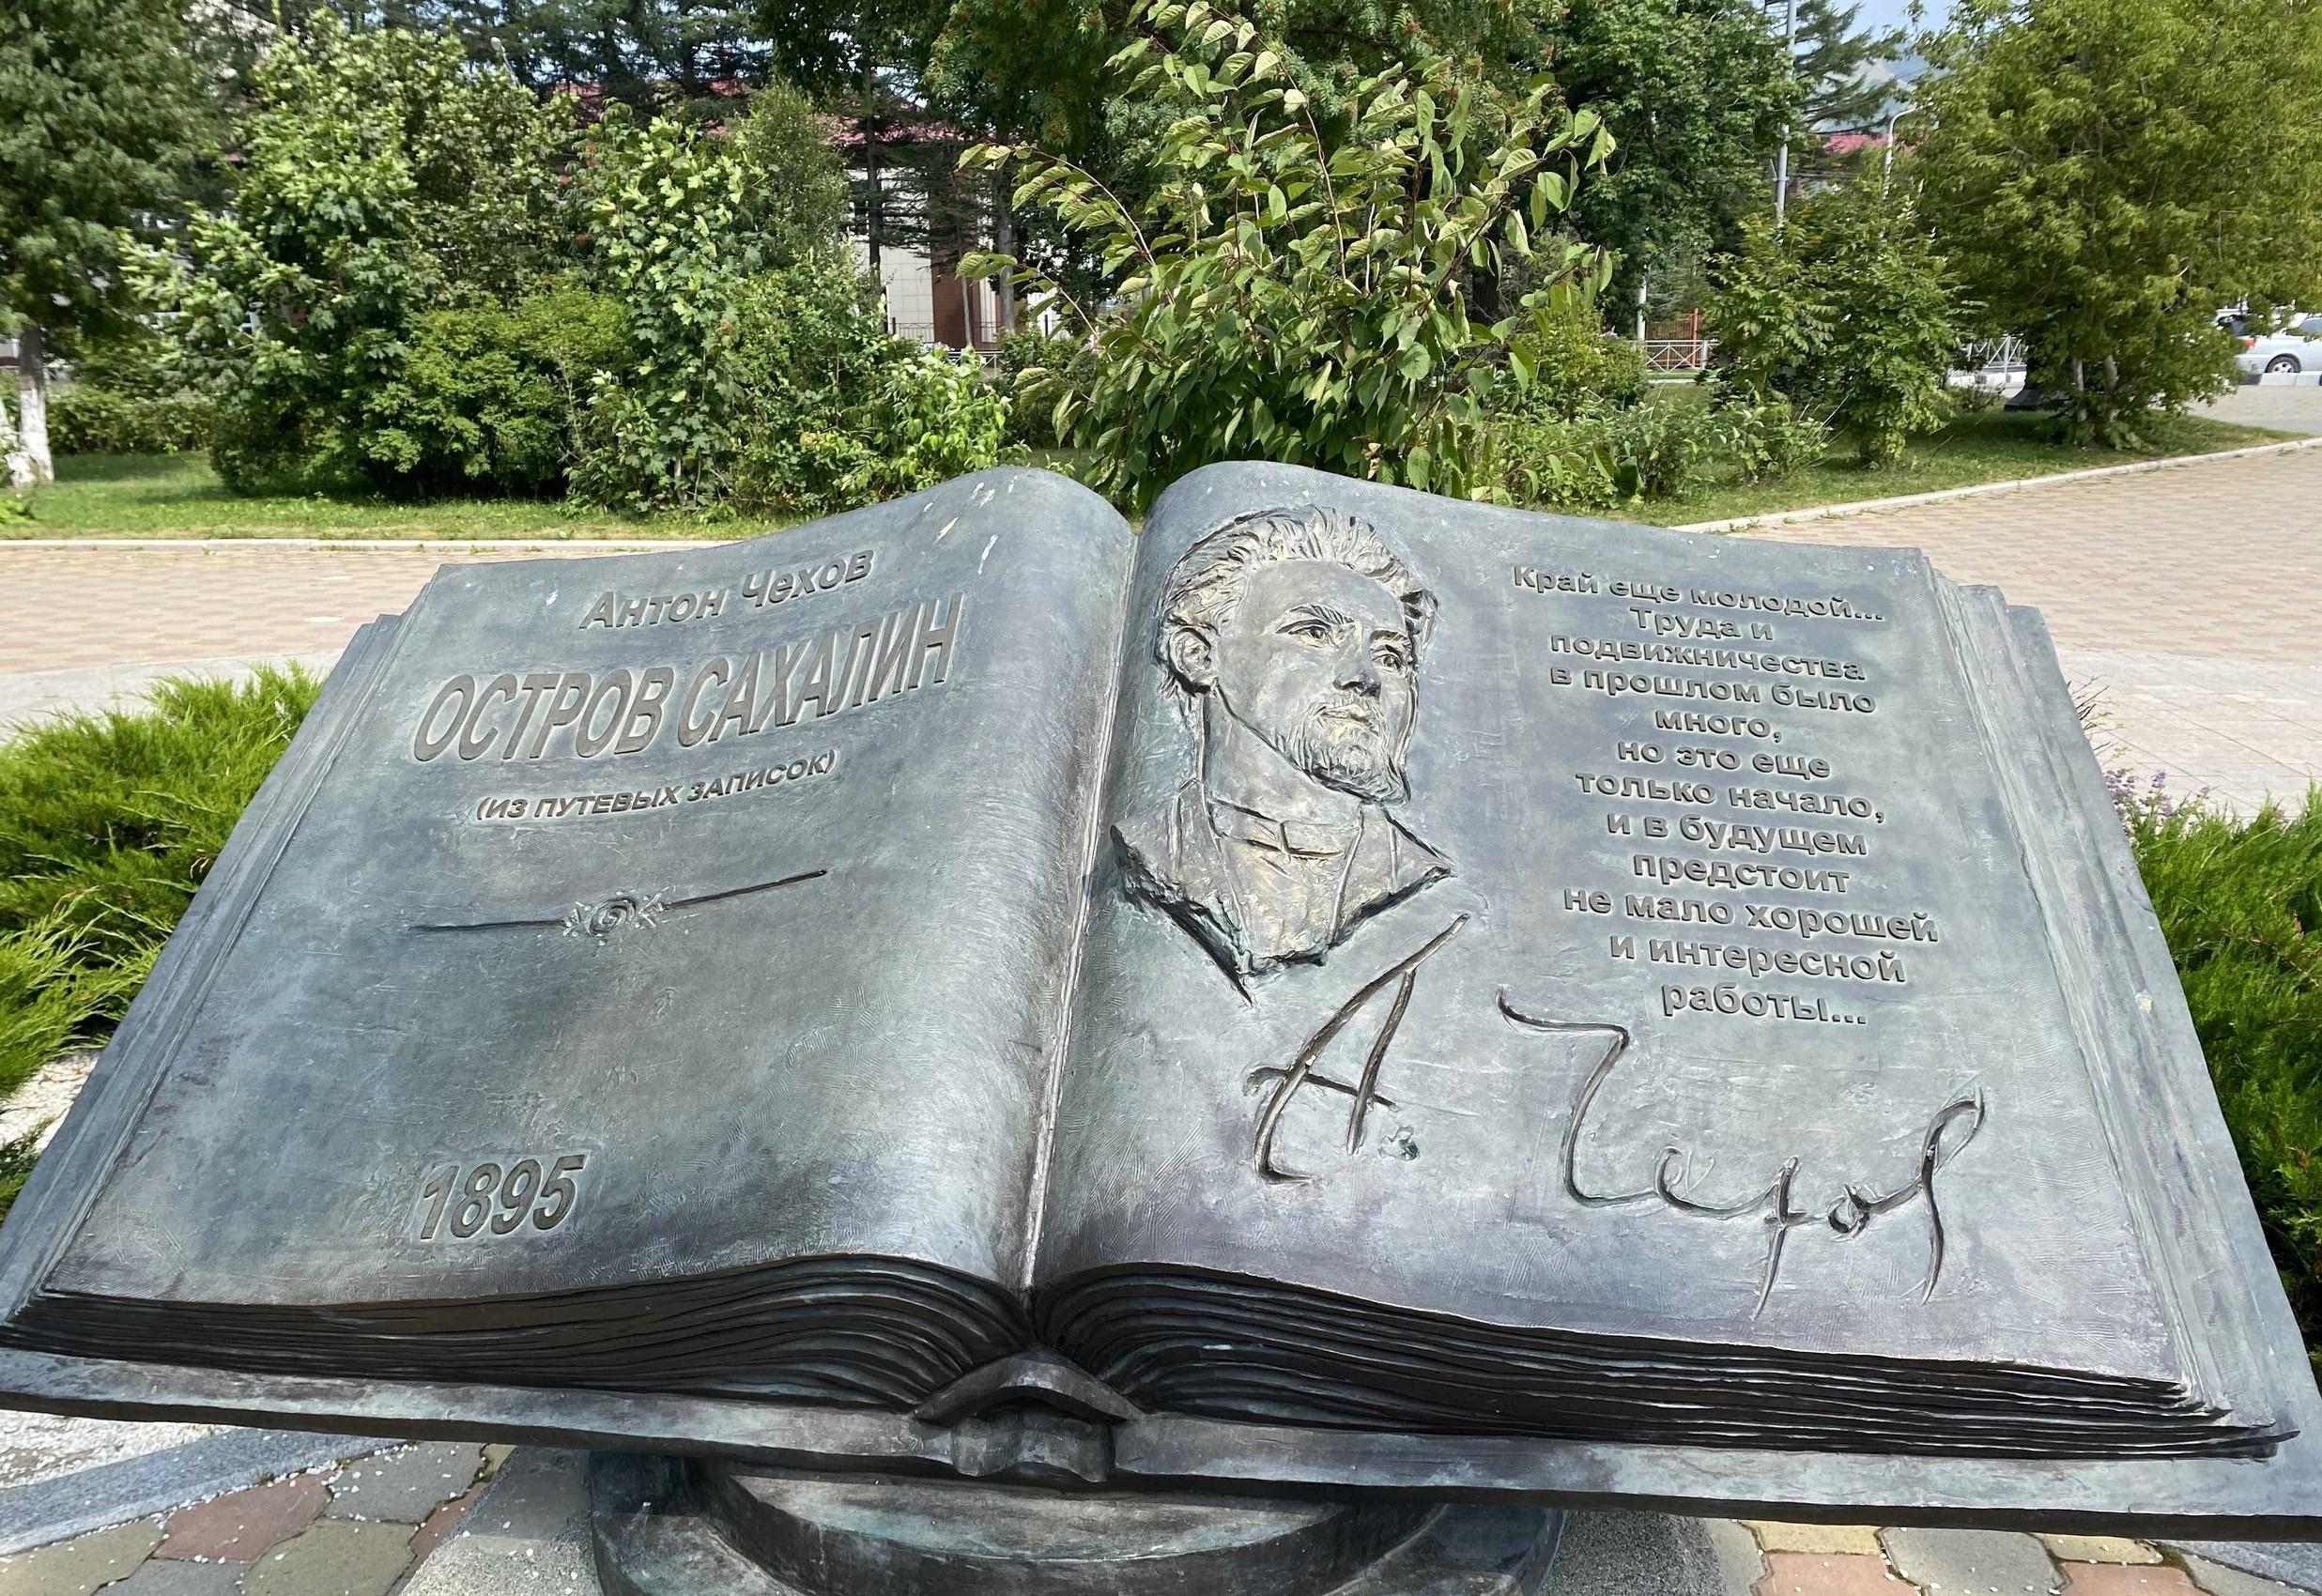 Антон Чехов
ОСТРОВ САХАЛИН
(ИЗ ПУТЕВЫХ ЗАПИСОК)
1895
Край еще молодой...
Труда и
подвижничества
в прошлом было
много,
но это еще
только начало,
и в будущем
предстоит
не мало хорошей
и интересной
работы...
А. Чехов